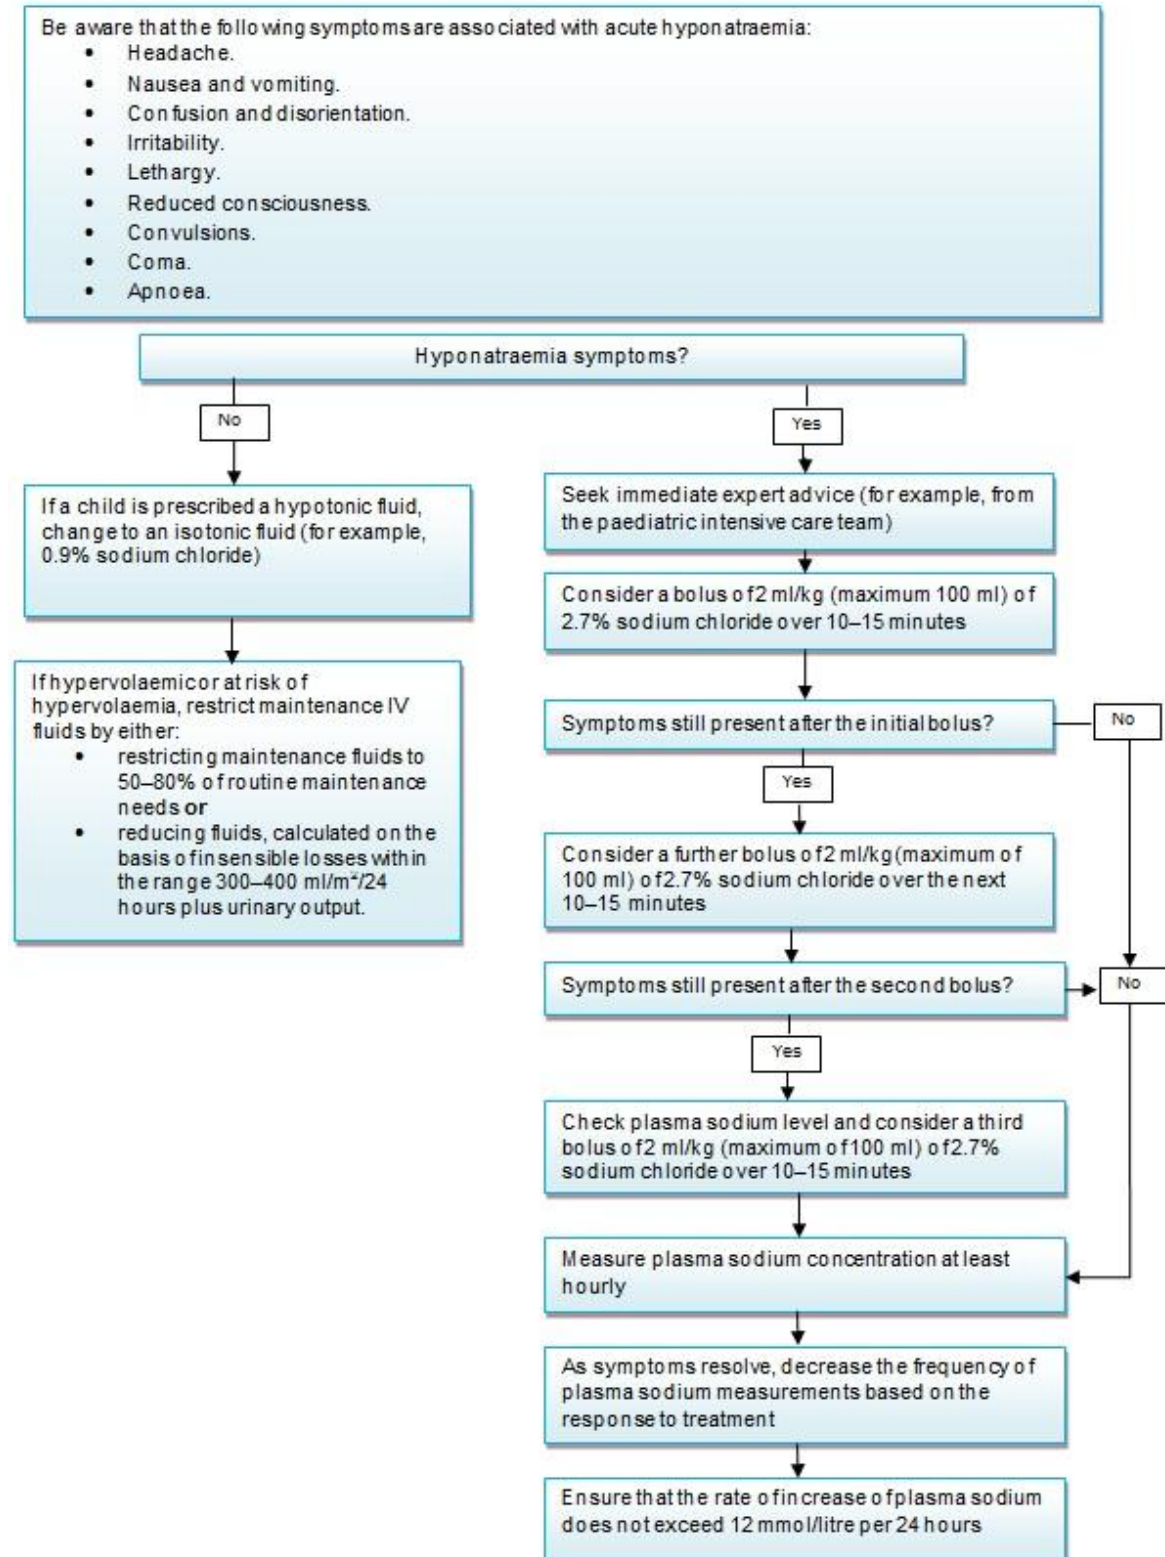 Be aware that the following symptoms are associated with acute hyponatraemia:
• Headache.
• Nausea and vomiting.
• Confusion and disorientation.
• Irritability.
• Lethargy.
• Reduced consciousness.
• Convulsions.
• Coma.
• Apnoea.
Hyponatraemia symptoms?
No
If a child is prescribed a hypotonic fluid,
change to an isotonic fluid (for example,
0.9% sodium chloride)
If hypervolaemic or at risk of
hypervolaemia, restrict maintenance IV
fluids by either:
• restricting maintenance fluids to
50–80% of routine maintenance
needs or
• reducing fluids, calculated on the
basis of insensible losses within
the range 300–400 ml/m²/24
hours plus urinary output.
Yes
Seek immediate expert advice (for example, from
the paediatric intensive care team)
Consider a bolus of 2 ml/kg (maximum 100 ml) of
2.7% sodium chloride over 10–15 minutes
Symptoms still present after the initial bolus?
No
Yes
Consider a further bolus of 2 ml/kg (maximum of
100 ml) of 2.7% sodium chloride over the next
10–15 minutes
Symptoms still present after the second bolus?
No
Yes
Check plasma sodium level and consider a third
bolus of 2 ml/kg (maximum of 100 ml) of 2.7%
sodium chloride over 10–15 minutes
Measure plasma sodium concentration at least
hourly
As symptoms resolve, decrease the frequency of
plasma sodium measurements based on the
response to treatment
Ensure that the rate of increase of plasma sodium
does not exceed 12 mmol/litre per 24 hours